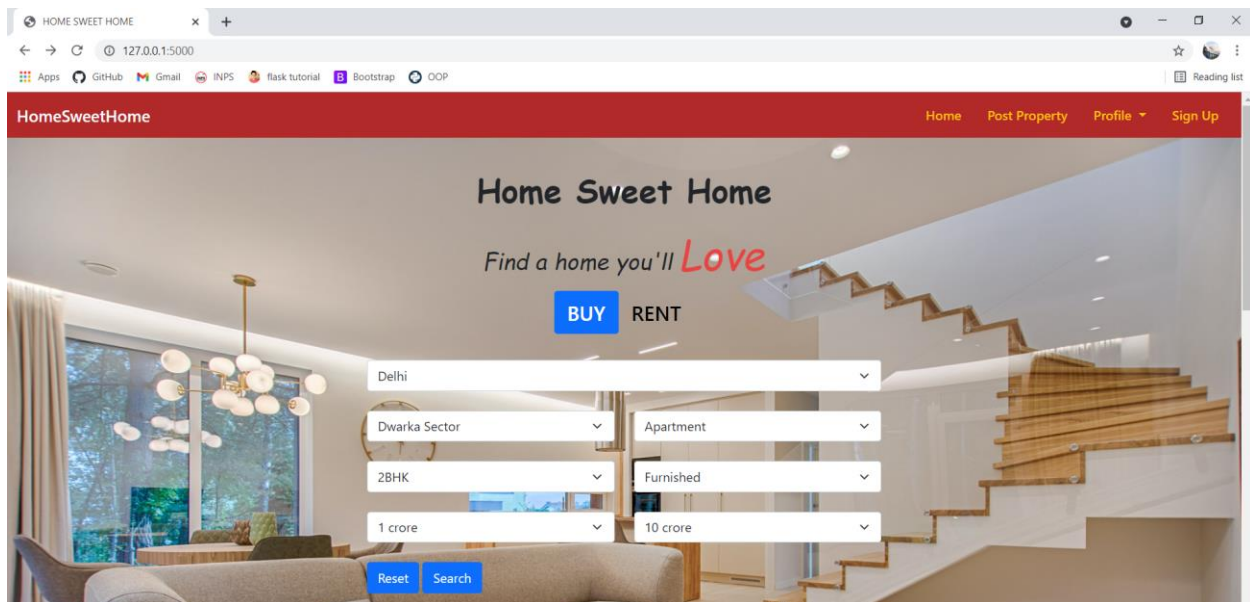 HOME SWEET HOME
127.0.0.1:5000
Apps GitHub Gmail INPS flask tutorial B Bootstrap OOP Reading list
HomeSweetHome Home Post Property Profile Sign Up
Home Sweet Home
Find a home you'll Love
BUY RENT
Delhi
Dwarka Sector Apartment
2BHK Furnished
1 crore 10 crore
Reset Search